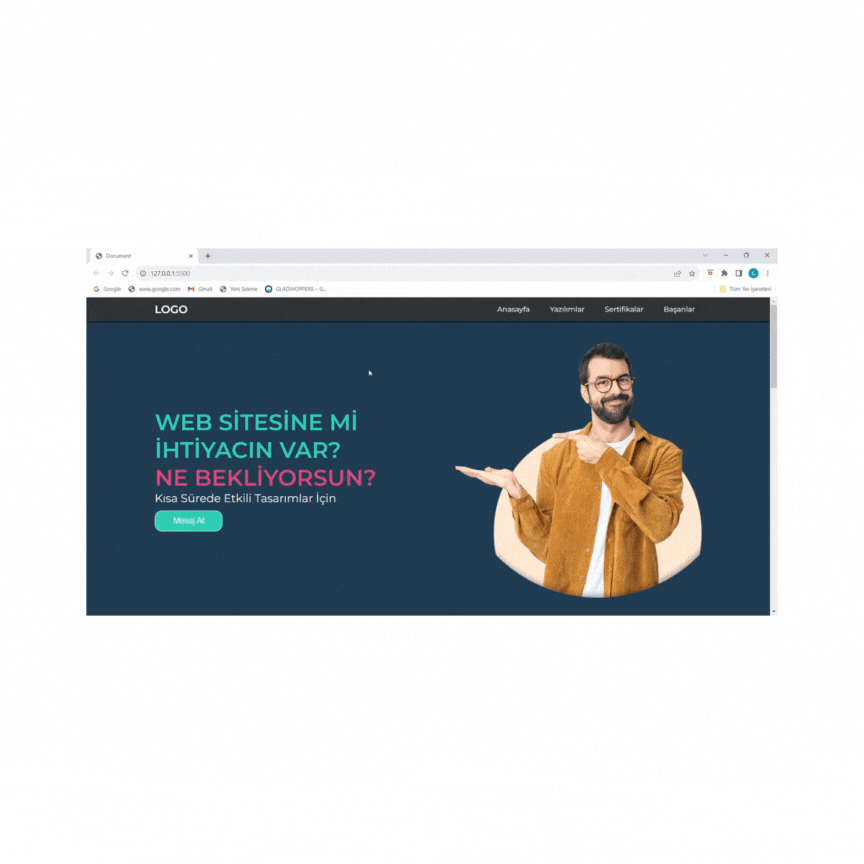 Document
127.0.0.1:5500
Google www.google.com Gmail Yeni Sekme GLADIHOPPERS – G... Tüm Yer İşaretleri
LOGO Anasayfa Yazılımlar Sertifikalar Başarılar
WEB SİTESİNE Mİ
İHTİYACIN VAR?
NE BEKLİYORSUN?
Kısa Sürede Etkili Tasarımlar İçin
Mesaj At